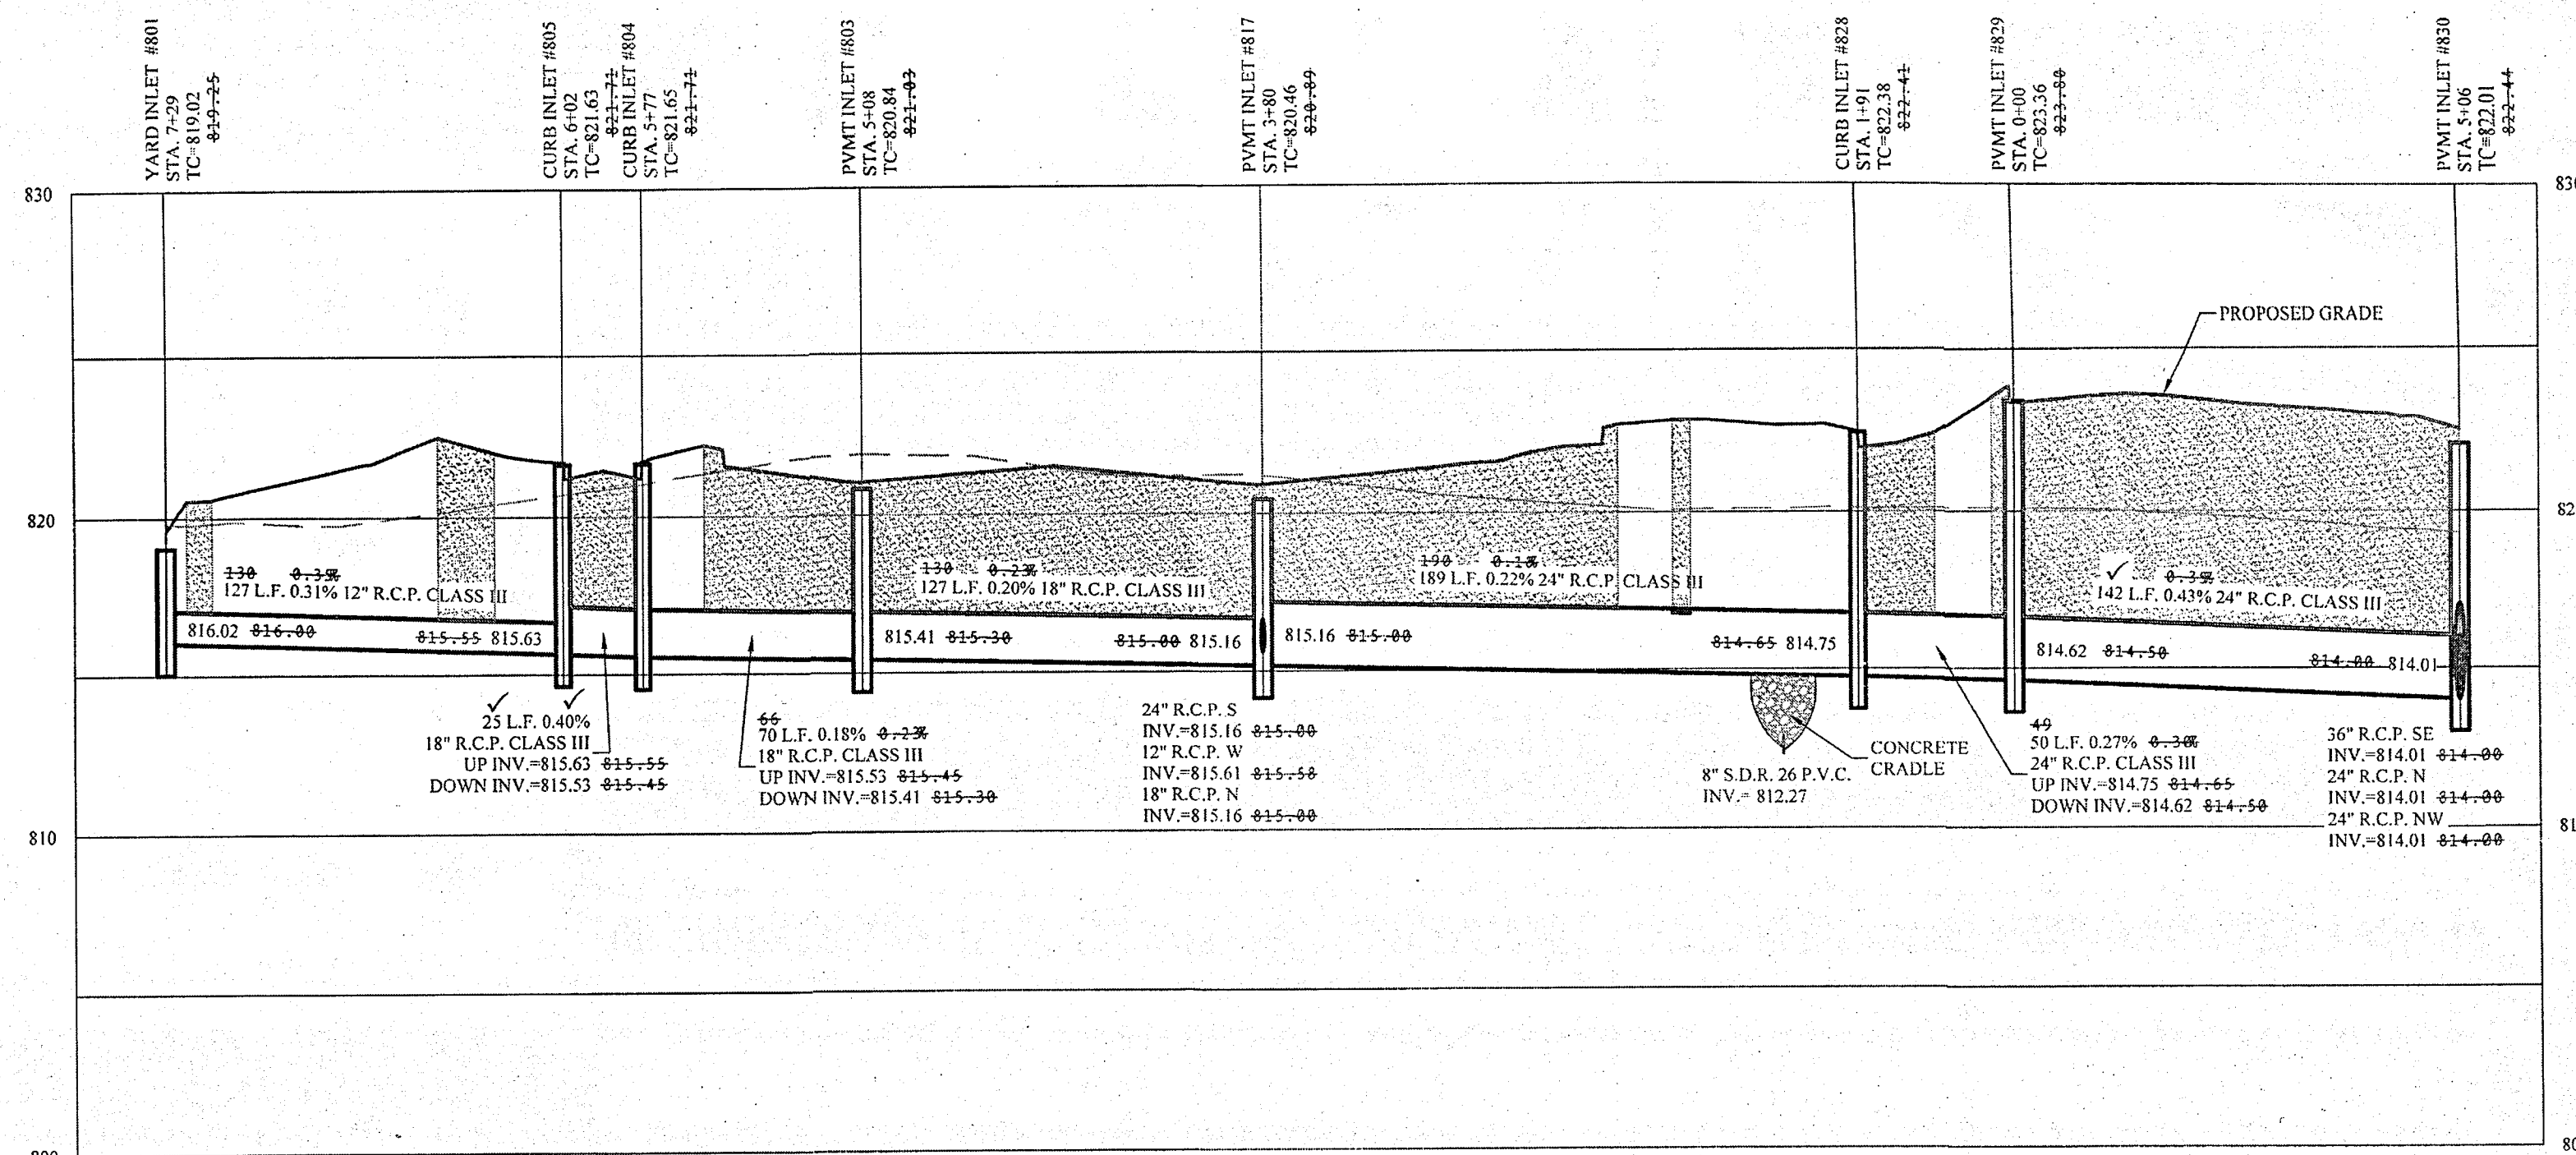 YARD INLET #801
STA. 7+29
TC=819.02
819.25
CURB INLET #805
STA. 6+02
TC=821.63
821.71
CURB INLET #804
STA. 5+77
TC=821.65
821.71
PVMT INLET #803
STA. 5+08
TC=820.84
821.03
PVMT INLET #817
STA. 3+80
TC=820.46
820.89
CURB INLET #828
STA. 1+91
TC=822.38
822.41
PVMT INLET #829
STA. 0+00
TC=823.36
823.80
PVMT INLET #830
STA. 5+06
TC=822.01
822.44
830
830
PROPOSED GRADE
820
82
130 0.35%
127 L.F. 0.31% 12" R.C.P. CLASS III
130 0.23%
127 L.F. 0.20% 18" R.C.P. CLASS III
190 0.18%
189 L.F. 0.22% 24" R.C.P. CLASS III
✓ 0.35%
142 L.F. 0.43% 24" R.C.P. CLASS III
816.02 816.00
815.55 815.63
815.41 815.30
815.00 815.16
815.16 815.00
814.65 814.75
814.62 814.50
814.00 814.01
✓ ✓
25 L.F. 0.40%
18" R.C.P. CLASS III
UP INV.=815.63 815.55
DOWN INV.=815.53 815.45
66
70 L.F. 0.18% 0.23%
18" R.C.P. CLASS III
UP INV.=815.53 815.45
DOWN INV.=815.41 815.30
24" R.C.P. S
INV.=815.16 815.00
12" R.C.P. W
INV.=815.61 815.58
18" R.C.P. N
INV.=815.16 815.00
8" S.D.R. 26 P.V.C.
INV.= 812.27
CONCRETE
CRADLE
49
50 L.F. 0.27% 0.30%
24" R.C.P. CLASS III
UP INV.=814.75 814.65
DOWN INV.=814.62 814.50
36" R.C.P. SE
INV.=814.01 814.00
24" R.C.P. N
INV.=814.01 814.00
24" R.C.P. NW
INV.=814.01 814.00
810
81
80